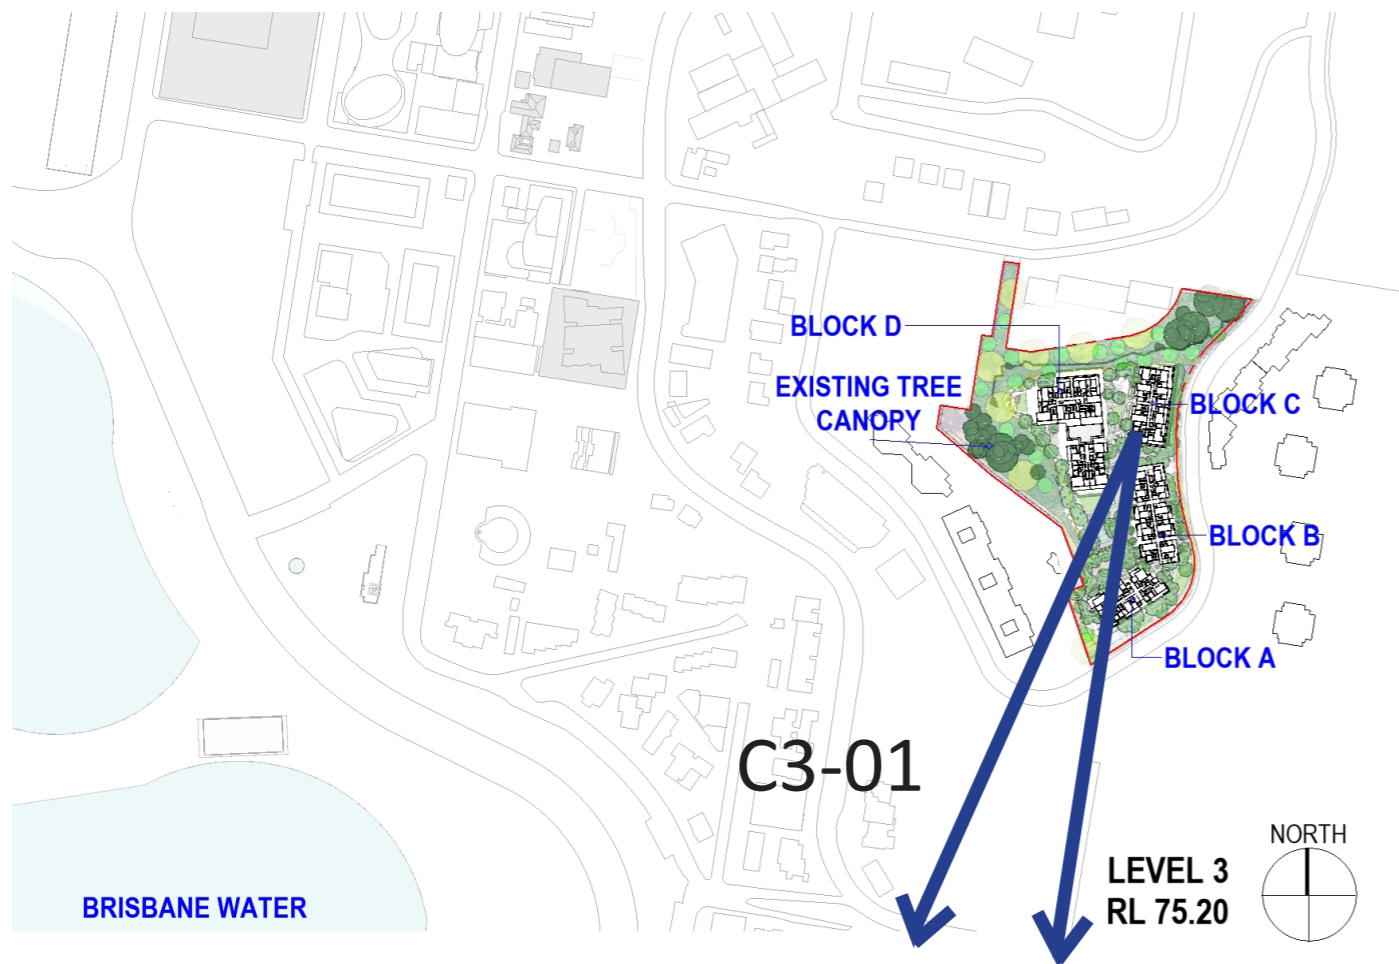 BLOCK D
EXISTING TREE
CANOPY
BLOCK C
BLOCK B
BLOCK A
C3-01
NORTH
LEVEL 3
RL 75.20
BRISBANE WATER